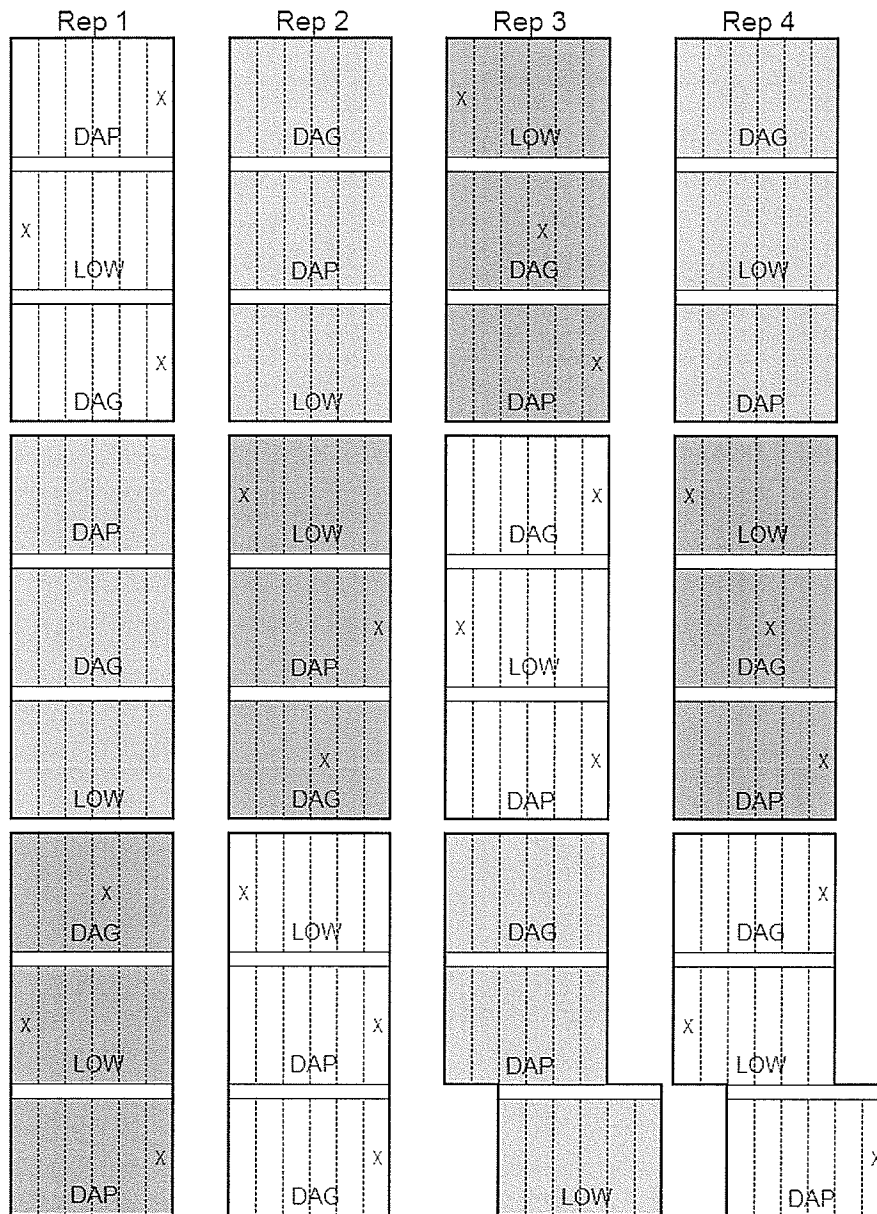 Rep 1 Rep 2 Rep 3 Rep 4
X X
DAP DAG LOW DAG
X X
LOW DAP DAG LOW
X X
DAG LOW DAP DAP
X X X
DAP LOW DAG LOW
X X X
DAG DAP LOW DAG
X X X
LOW DAG DAP DAP
X X X
DAG LOW DAG DAG
X X X
LOW DAP DAP LOW
X X X
DAP DAG LOW DAP